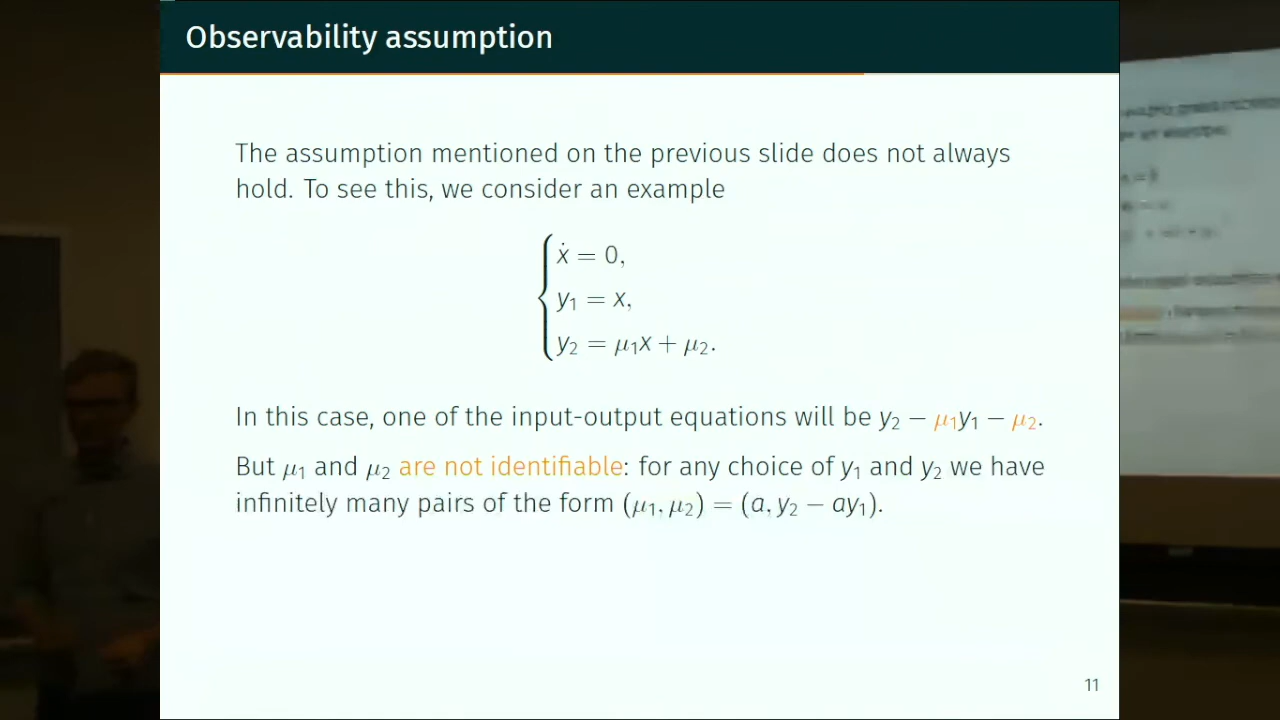 Observability assumption
The assumption mentioned on the previous slide does not always
hold. To see this, we consider an example
ẋ = 0,
y₁ = x,
y₂ = μ₁x + μ₂.
In this case, one of the input-output equations will be y₂ − μ₁y₁ − μ₂.
But μ₁ and μ₂ are not identifiable: for any choice of y₁ and y₂ we have
infinitely many pairs of the form (μ₁, μ₂) = (a, y₂ − ay₁).
11